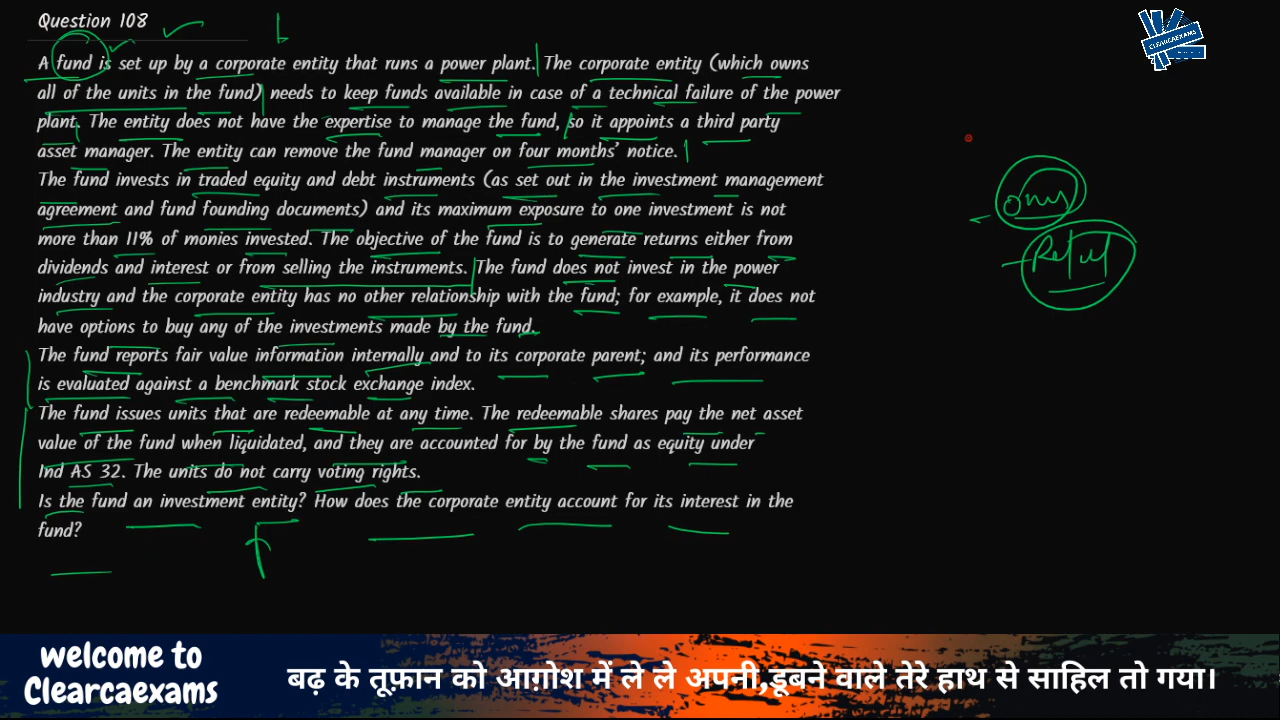 Question 108
CLEARCAEXAMS
A fund is set up by a corporate entity that runs a power plant. The corporate entity (which owns
all of the units in the fund) needs to keep funds available in case of a technical failure of the power
plant. The entity does not have the expertise to manage the fund, so it appoints a third party
asset manager. The entity can remove the fund manager on four months' notice.
The fund invests in traded equity and debt instruments (as set out in the investment management
agreement and fund founding documents) and its maximum exposure to one investment is not
more than 11% of monies invested. The objective of the fund is to generate returns either from
dividends and interest or from selling the instruments. The fund does not invest in the power
industry and the corporate entity has no other relationship with the fund; for example, it does not
have options to buy any of the investments made by the fund.
The fund reports fair value information internally and to its corporate parent; and its performance
is evaluated against a benchmark stock exchange index.
The fund issues units that are redeemable at any time. The redeemable shares pay the net asset
value of the fund when liquidated, and they are accounted for by the fund as equity under
Ind AS 32. The units do not carry voting rights.
Is the fund an investment entity? How does the corporate entity account for its interest in the
fund?
welcome to
Clearcaexams
बढ़ के तूफ़ान को आग़ोश में ले ले अपनी,डूबने वाले तेरे हाथ से साहिल तो गया।